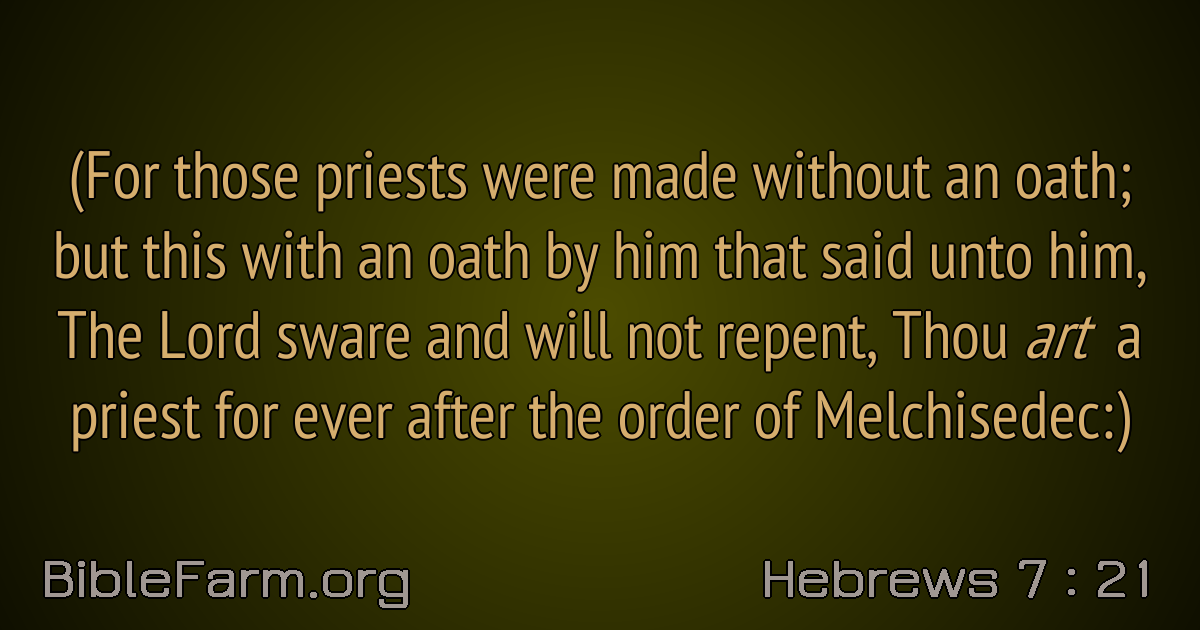 (For those priests were made without an oath;
but this with an oath by him that said unto him,
The Lord sware and will not repent, Thou art a
priest for ever after the order of Melchisedec:)
BibleFarm.org
Hebrews 7 : 21